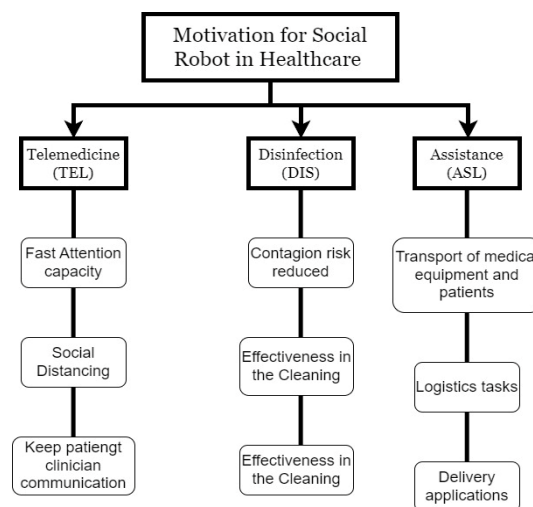 Motivation for Social
Robot in Healthcare
Telemedicine
(TEL)
Disinfection
(DIS)
Assistance
(ASL)
Fast Attention
capacity
Contagion risk
reduced
Transport of medical
equipment and
patients
Social
Distancing
Effectiveness in
the Cleaning
Logistics tasks
Keep patiengt
clinician
communication
Effectiveness in
the Cleaning
Delivery
applications